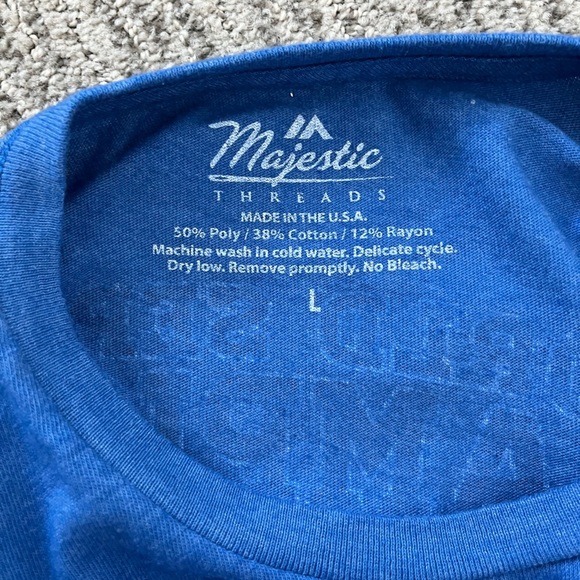 Majestic
THREADS
MADE IN THE U.S.A.
50% Poly / 38% Cotton / 12% Rayon
Machine wash in cold water. Delicate cycle.
Dry low. Remove promptly. No Bleach.
L